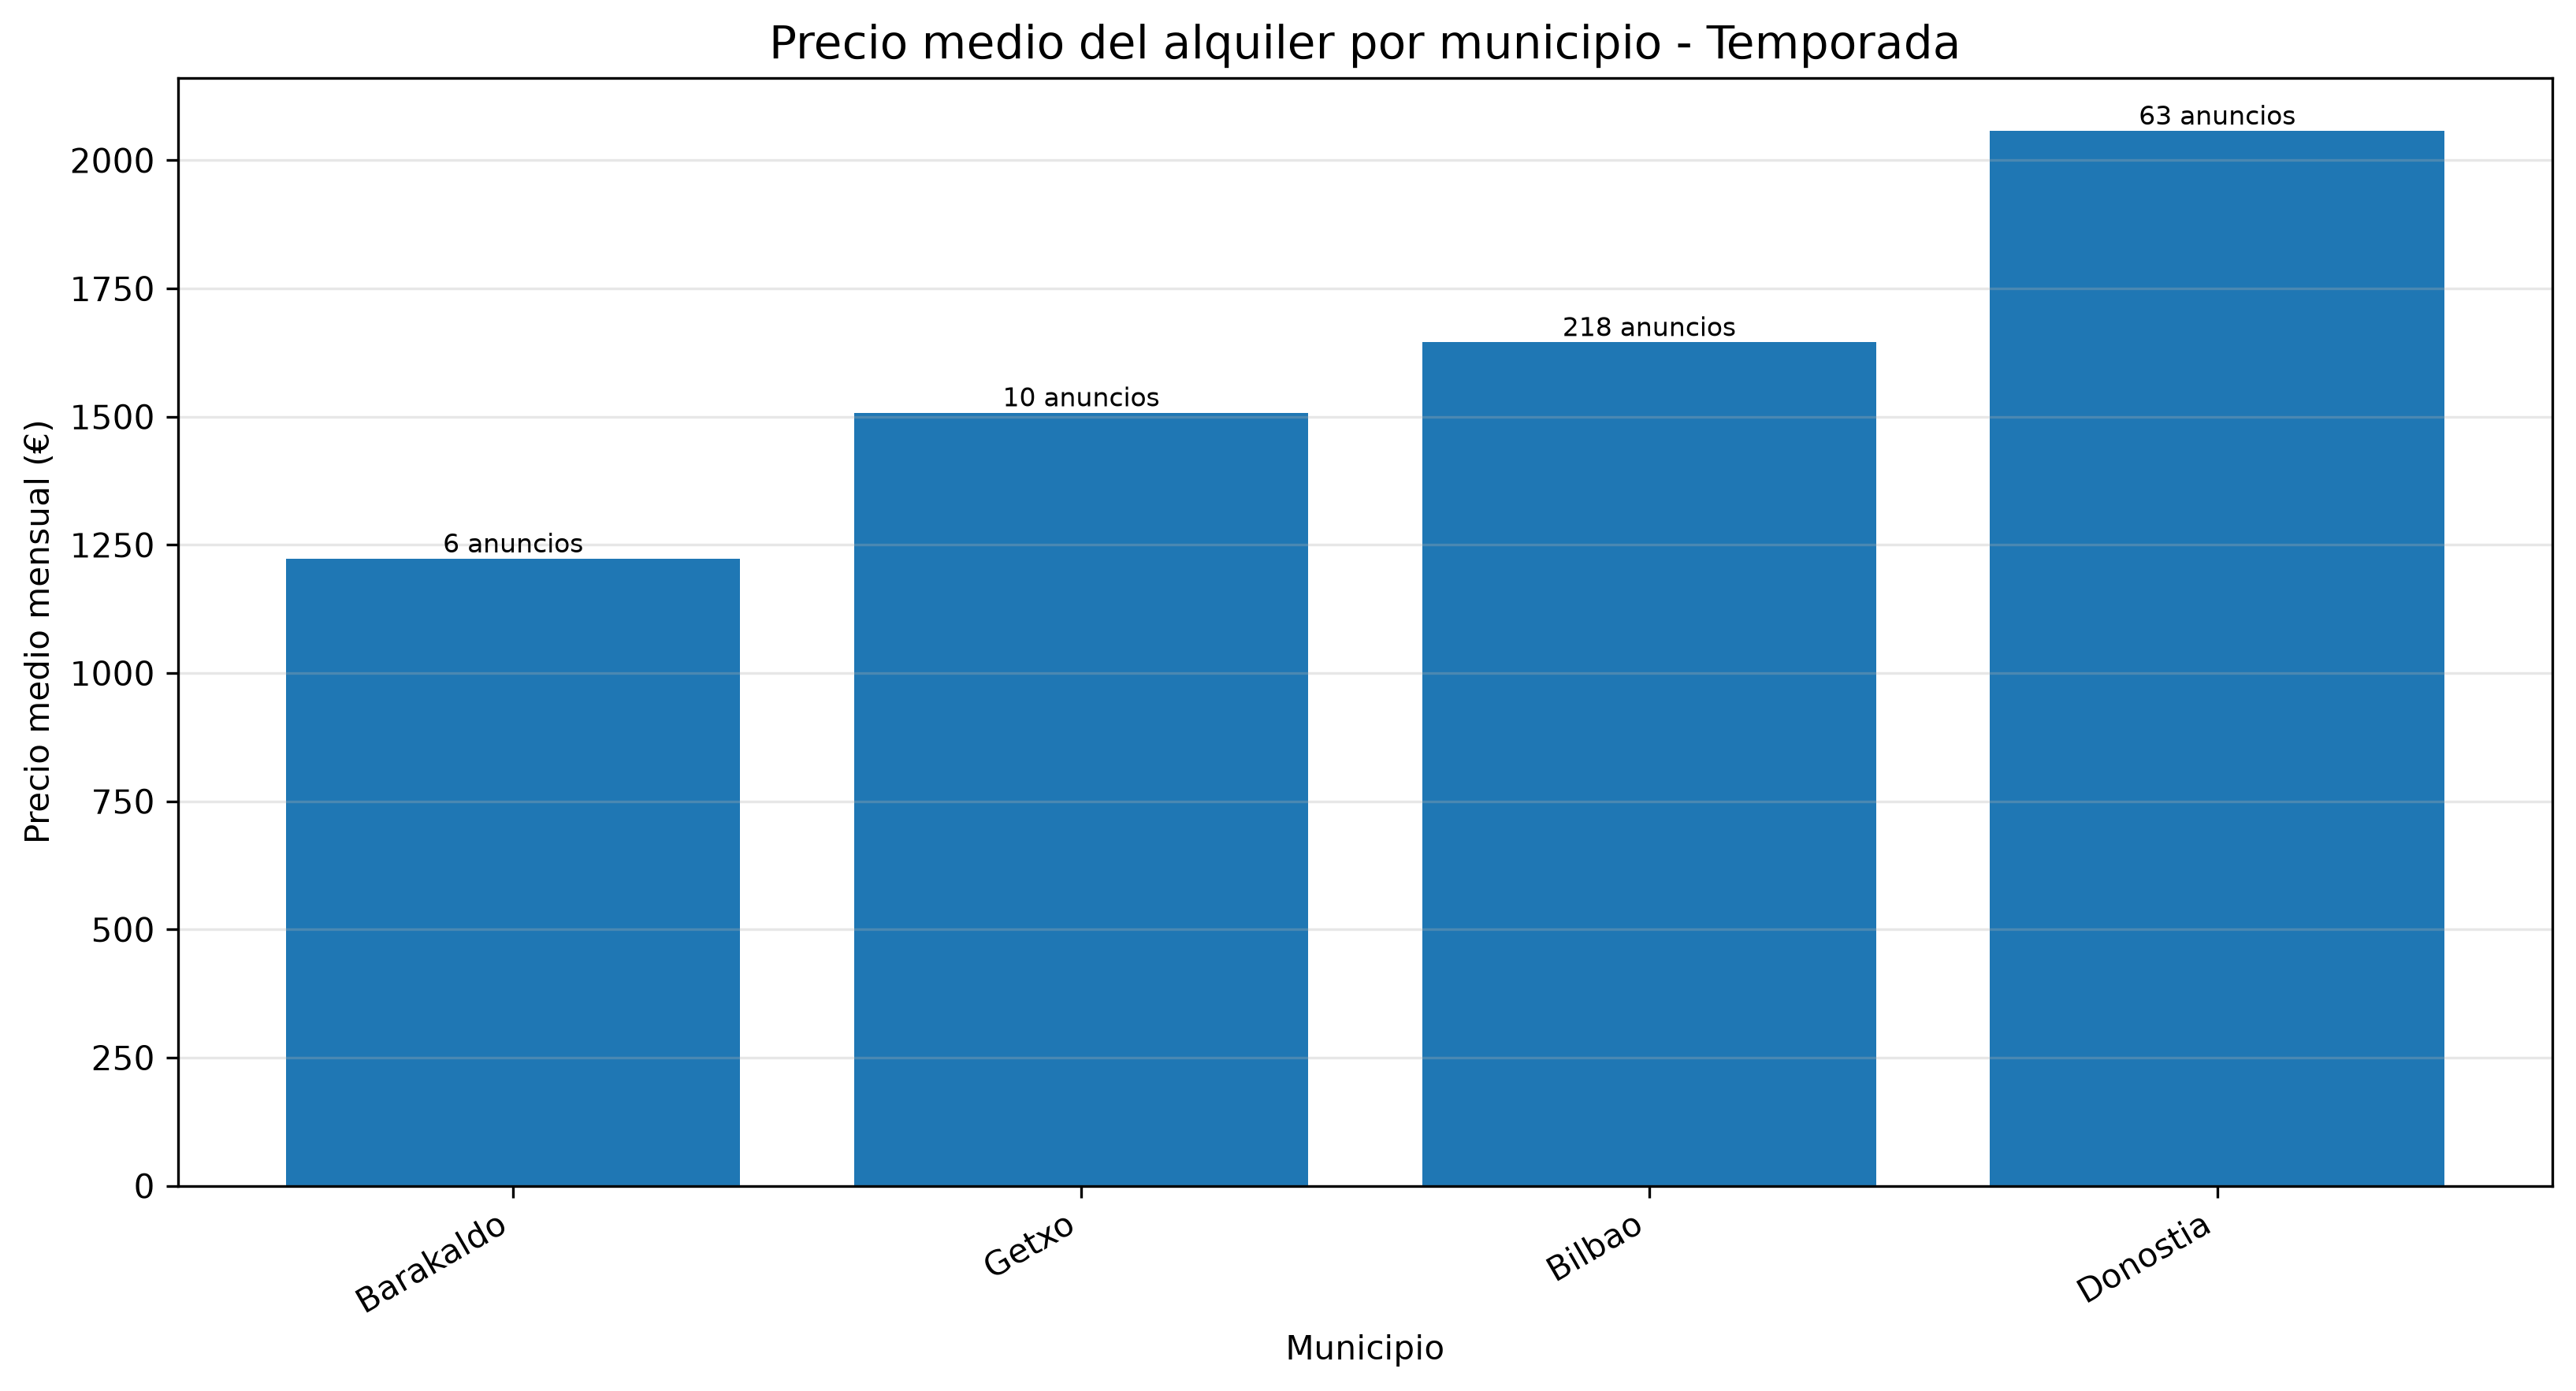 Precio medio del alquiler por municipio - Temporada
Precio medio mensual (€)
2000
1750
1500
1250
1000
750
500
250
0
6 anuncios
10 anuncios
218 anuncios
63 anuncios
Barakaldo
Getxo
Bilbao
Donostia
Municipio